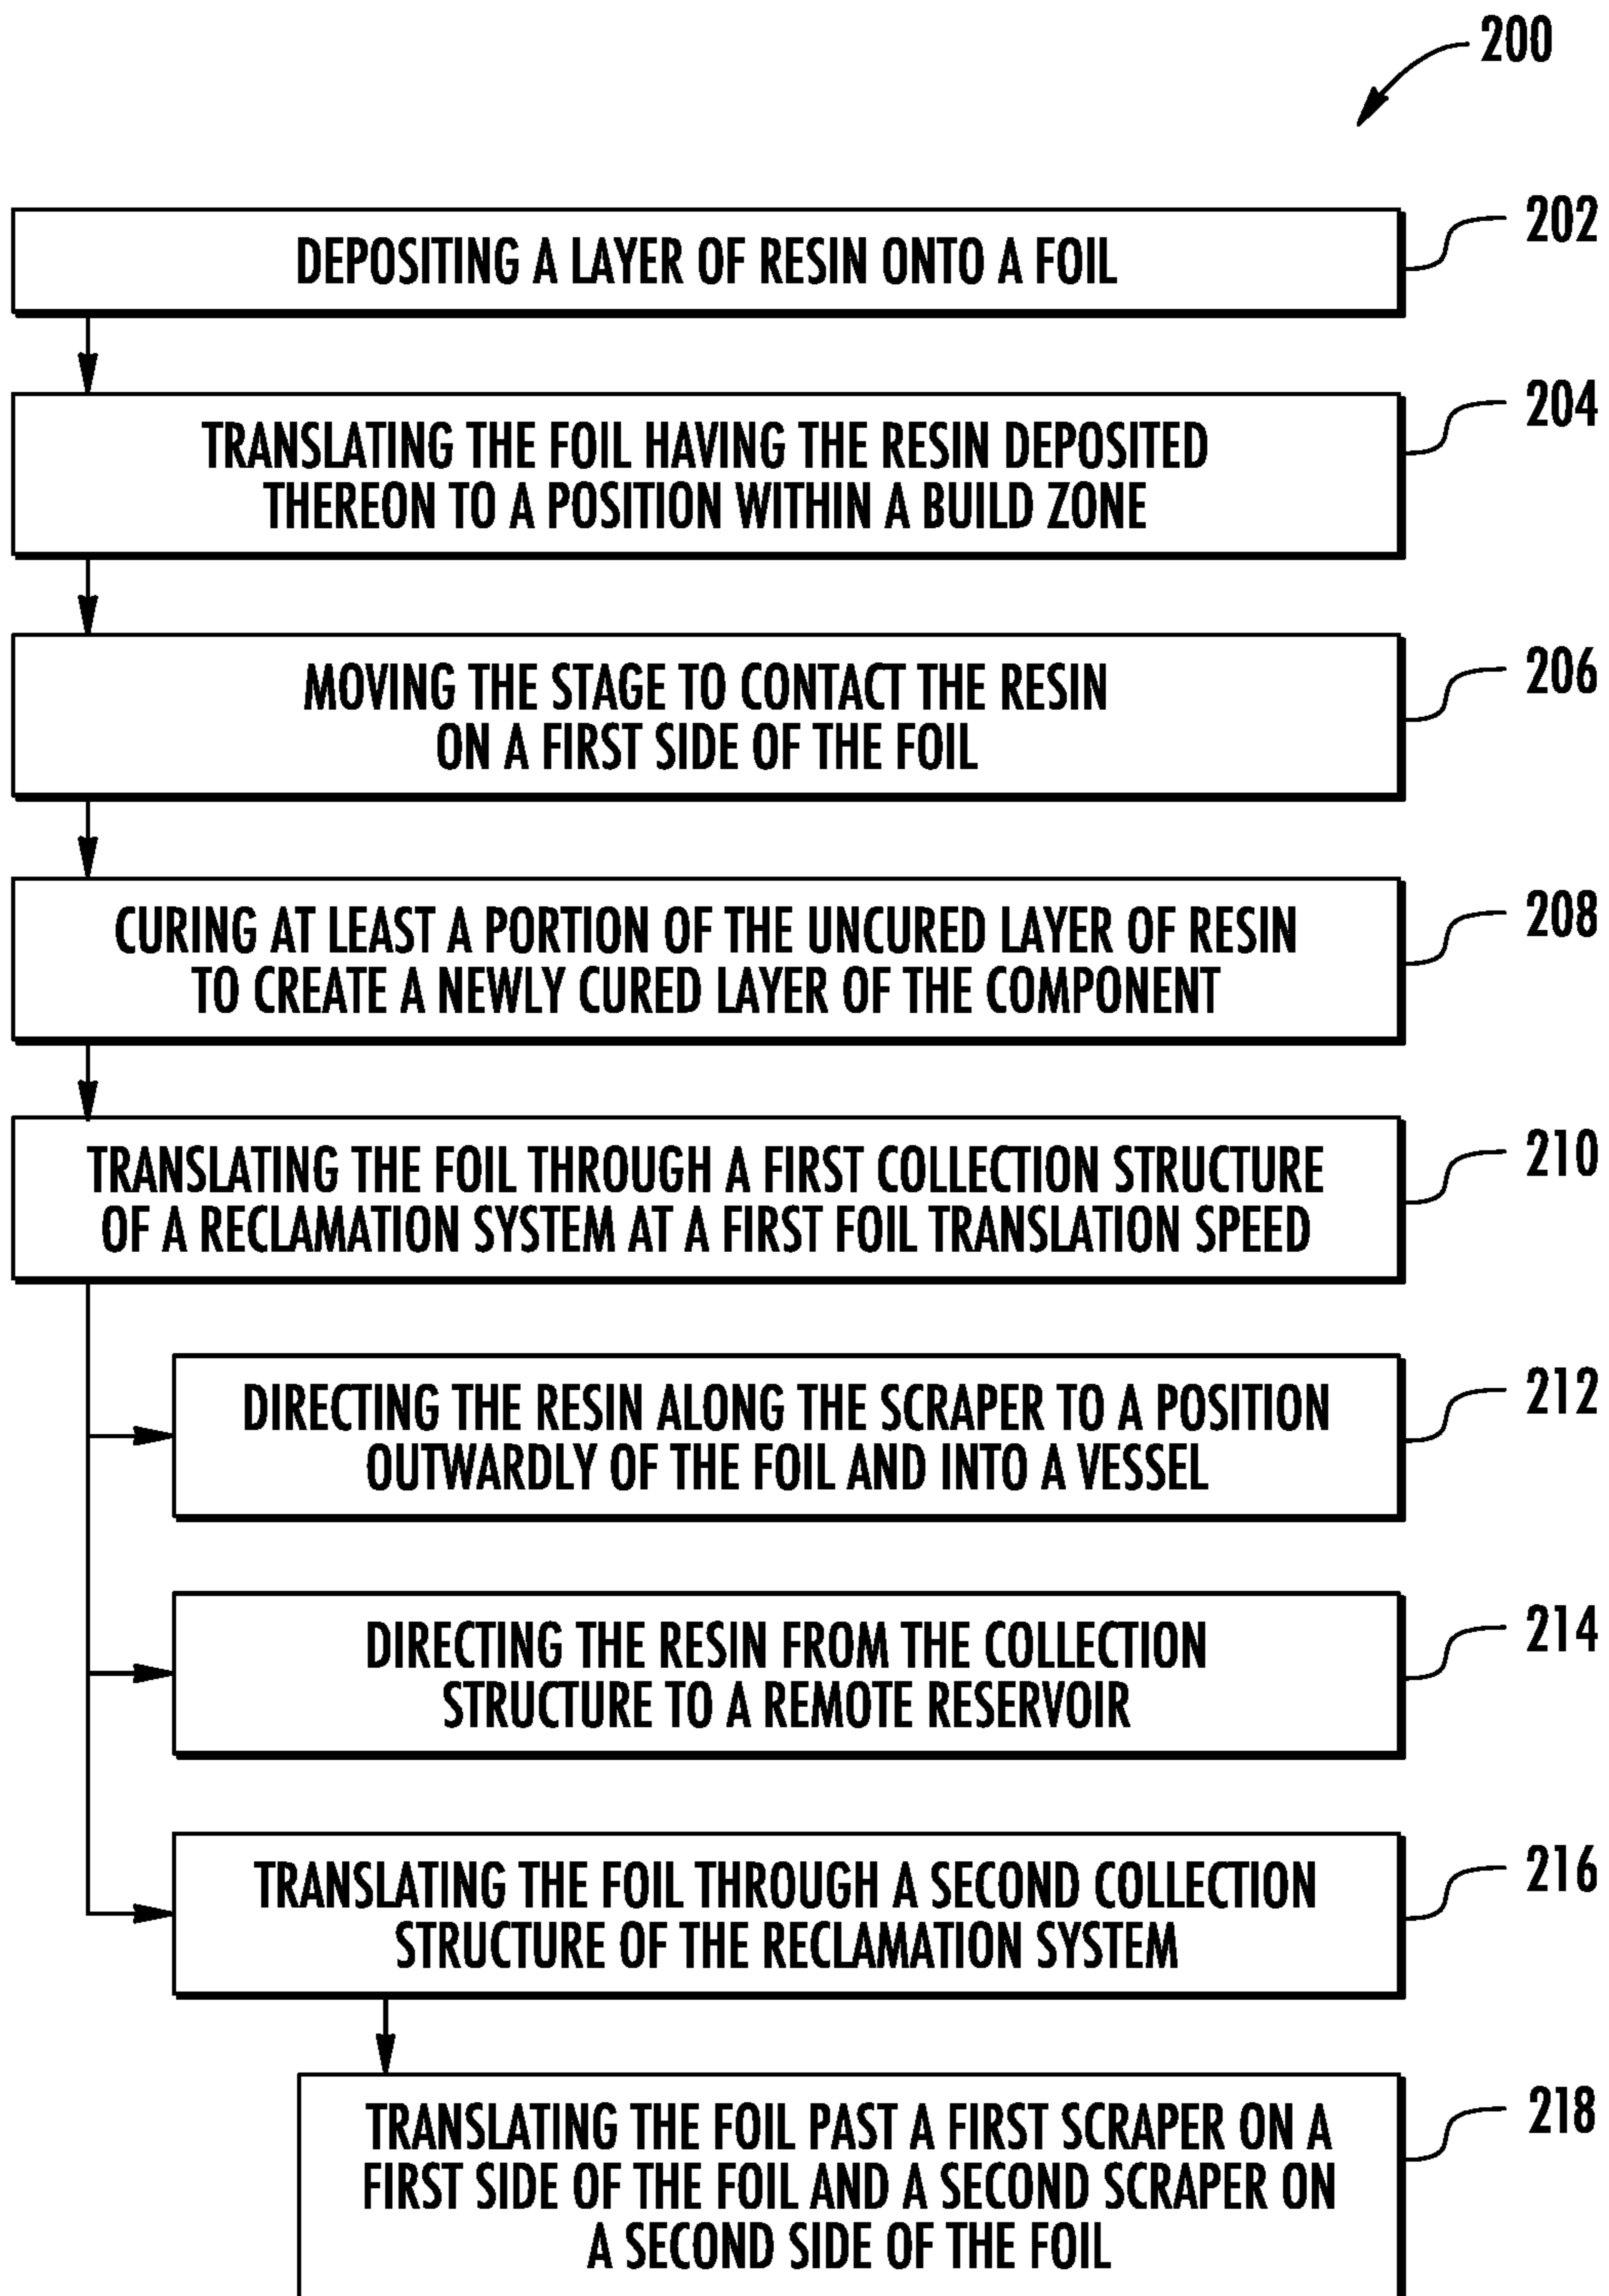 200
DEPOSITING A LAYER OF RESIN ONTO A FOIL
202
TRANSLATING THE FOIL HAVING THE RESIN DEPOSITED
THEREON TO A POSITION WITHIN A BUILD ZONE
204
MOVING THE STAGE TO CONTACT THE RESIN
ON A FIRST SIDE OF THE FOIL
206
CURING AT LEAST A PORTION OF THE UNCURED LAYER OF RESIN
TO CREATE A NEWLY CURED LAYER OF THE COMPONENT
208
TRANSLATING THE FOIL THROUGH A FIRST COLLECTION STRUCTURE
OF A RECLAMATION SYSTEM AT A FIRST FOIL TRANSLATION SPEED
210
DIRECTING THE RESIN ALONG THE SCRAPER TO A POSITION
OUTWARDLY OF THE FOIL AND INTO A VESSEL
212
DIRECTING THE RESIN FROM THE COLLECTION
STRUCTURE TO A REMOTE RESERVOIR
214
TRANSLATING THE FOIL THROUGH A SECOND COLLECTION
STRUCTURE OF THE RECLAMATION SYSTEM
216
TRANSLATING THE FOIL PAST A FIRST SCRAPER ON A
FIRST SIDE OF THE FOIL AND A SECOND SCRAPER ON
A SECOND SIDE OF THE FOIL
218